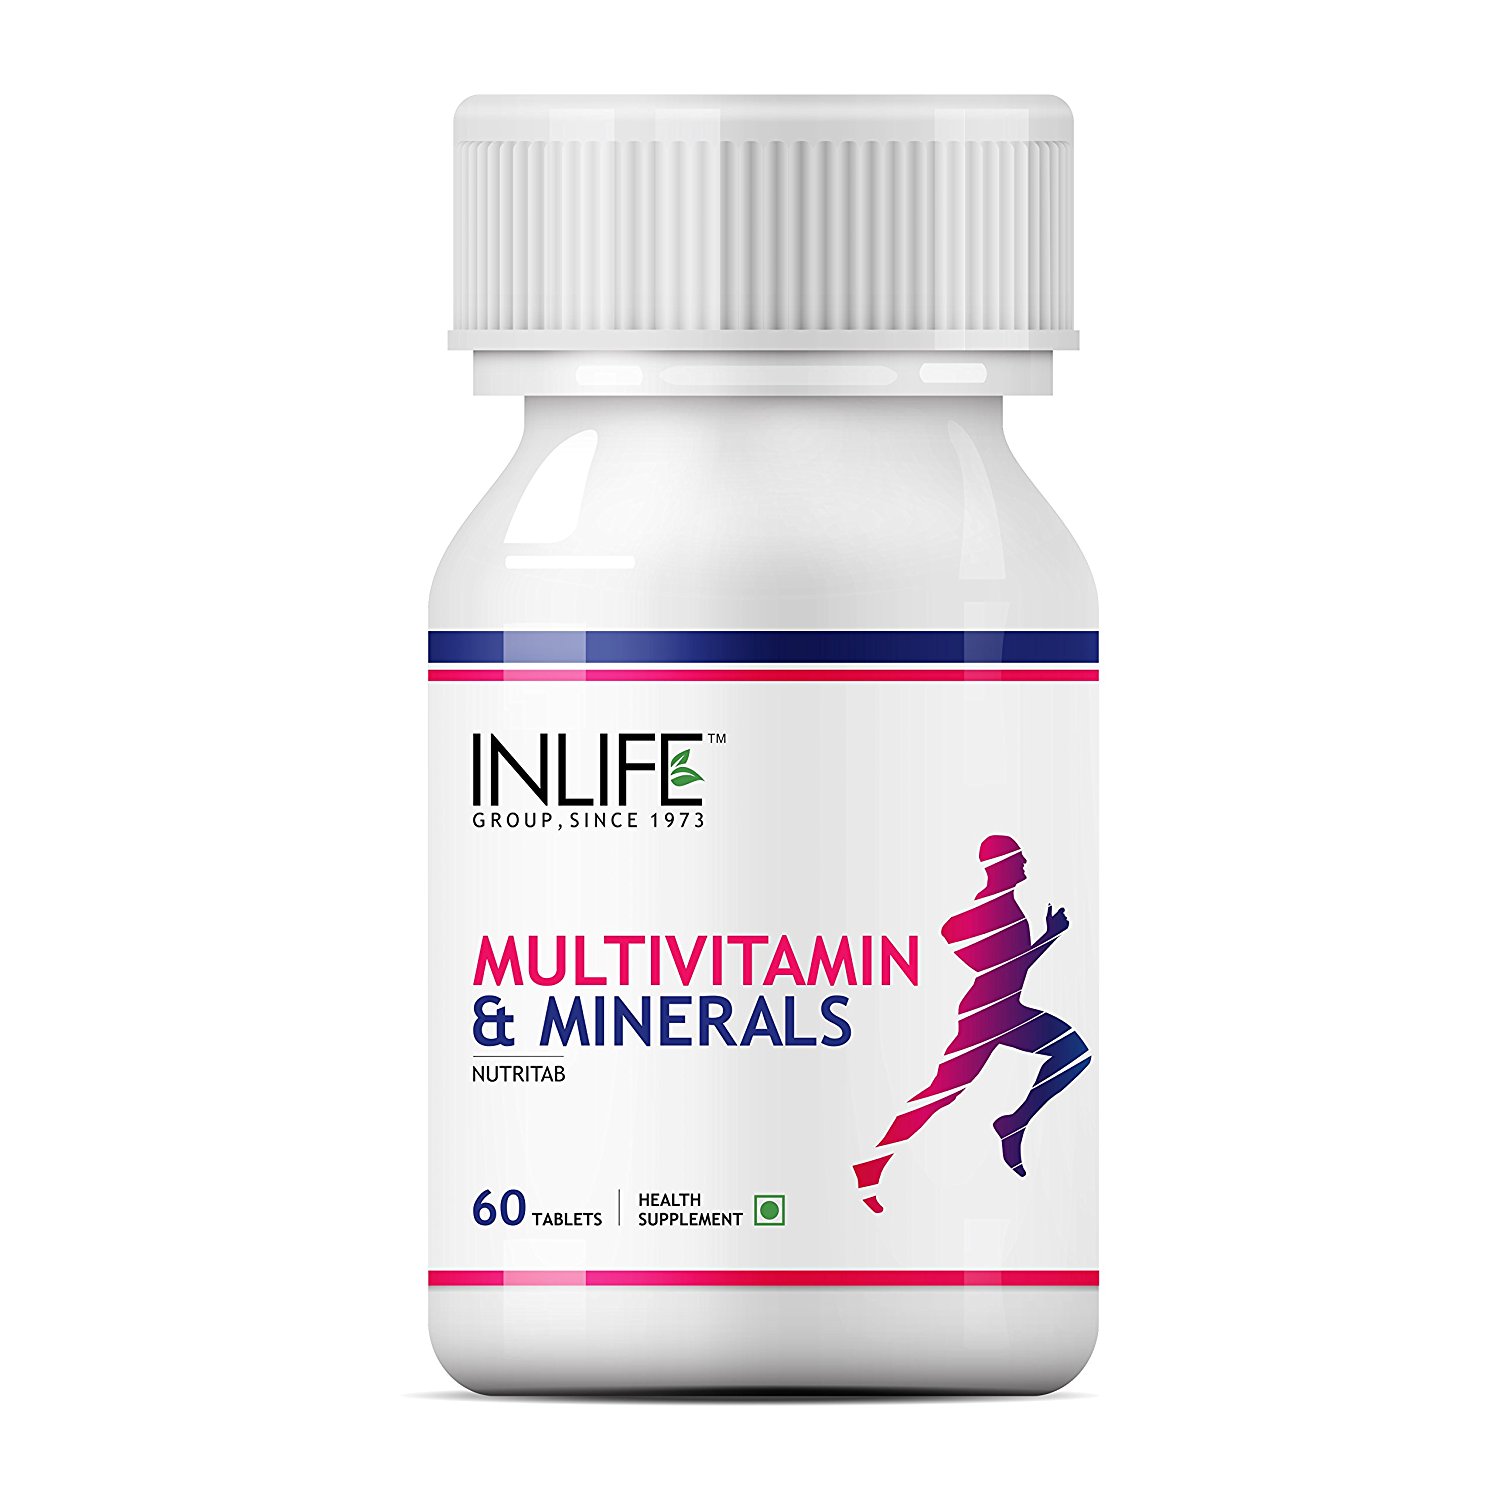 INLIFE™
GROUP, SINCE 1973
MULTIVITAMIN
& MINERALS
NUTRITAB
60 TABLETS
HEALTH
SUPPLEMENT